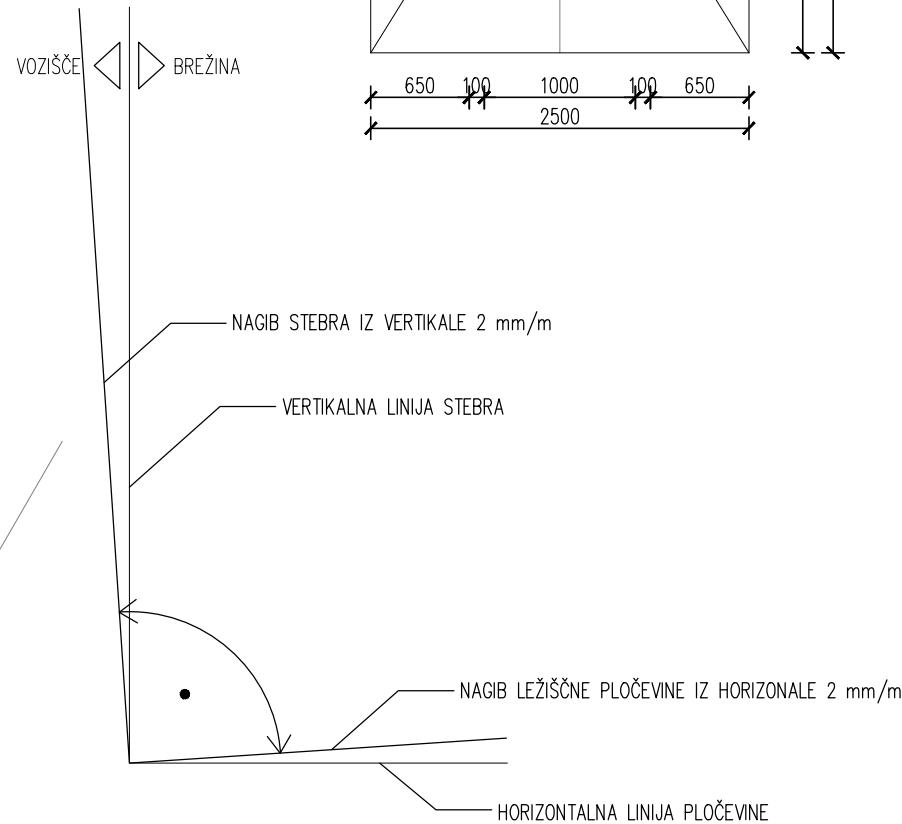 VOZIŠČE
BREŽINA
650 100 1000 100 650
2500
NAGIB STEBRA IZ VERTIKALE 2 mm/m
VERTIKALNA LINIJA STEBRA
NAGIB LEŽIŠČNE PLOČEVINE IZ HORIZONALE 2 mm/m
HORIZONTALNA LINIJA PLOČEVINE